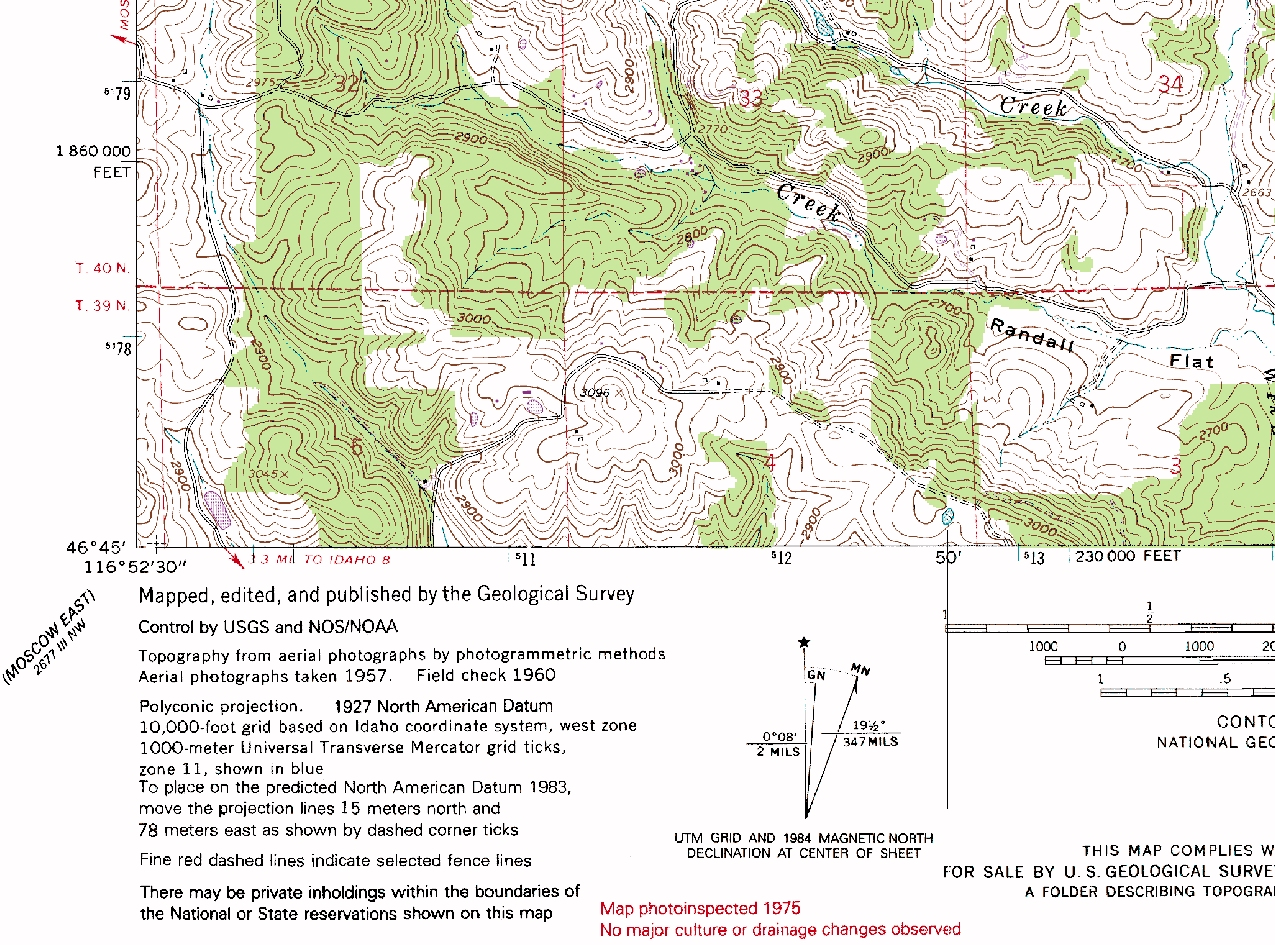 MOS
2975
32
2900
33
34
⁵79
Creek
2770
2900
2900
1 860 000
FEET
Creek
2663
2800
T. 40 N.
T. 39 N.
2700
3000
Randall
⁵178
2900
Flat
2900
3096
2700
5
3000
4
3
3045
2900
2900
2900
3000
46°45'
116°52'30"
3.3 MI. TO IDAHO 8
⁵11
⁵12
50'
⁵13
230 000 FEET
(MOSCOW EAST)
2677 III NW
Mapped, edited, and published by the Geological Survey
Control by USGS and NOS/NOAA
Topography from aerial photographs by photogrammetric methods
Aerial photographs taken 1957. Field check 1960
Polyconic projection. 1927 North American Datum
10,000-foot grid based on Idaho coordinate system, west zone
1000-meter Universal Transverse Mercator grid ticks,
zone 11, shown in blue
To place on the predicted North American Datum 1983,
move the projection lines 15 meters north and
78 meters east as shown by dashed corner ticks
Fine red dashed lines indicate selected fence lines
There may be private inholdings within the boundaries of
the National or State reservations shown on this map
Map photoinspected 1975
No major culture or drainage changes observed
GN
MN
0°08'
2 MILS
19½°
347 MILS
UTM GRID AND 1984 MAGNETIC NORTH
DECLINATION AT CENTER OF SHEET
1
1/2
1000 0 1000 20
1 .5
CONTO
NATIONAL GEO
THIS MAP COMPLIES W
FOR SALE BY U. S. GEOLOGICAL SURVE
A FOLDER DESCRIBING TOPOGRA